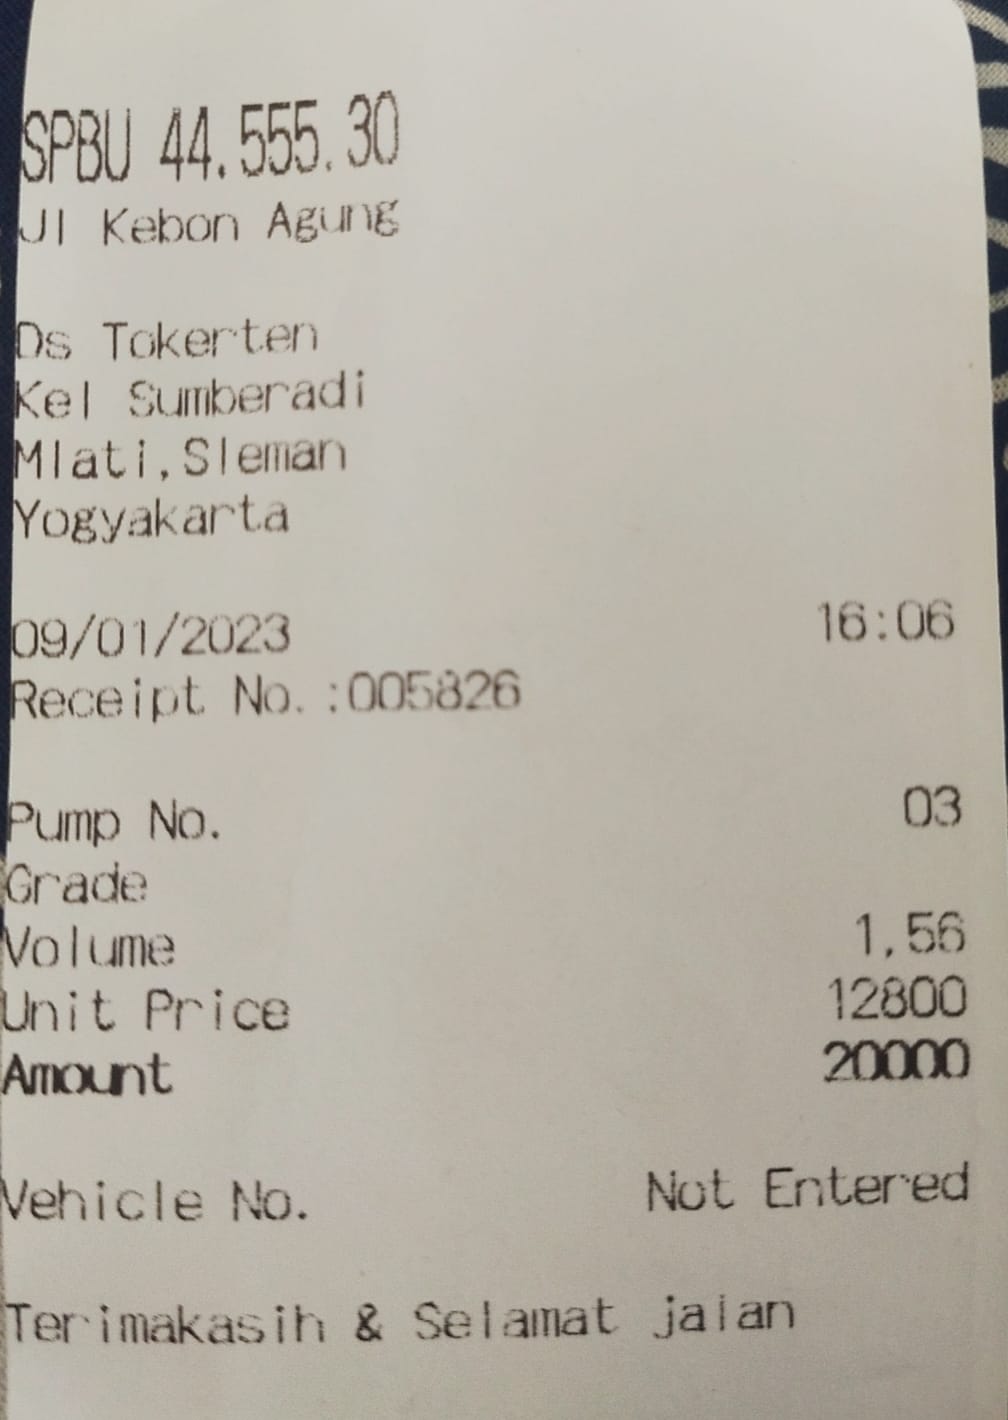 SPBU 44.555.30
Jl Kebon Agung
Ds Tokerten
Kel Sumberadi
Mlati,Sleman
Yogyakarta
09/01/2023 16:06
Receipt No.:005826
Pump No. 03
Grade
Volume 1,56
Unit Price 12800
Amount 20000
Vehicle No. Not Entered
Terimakasih & Selamat jalan